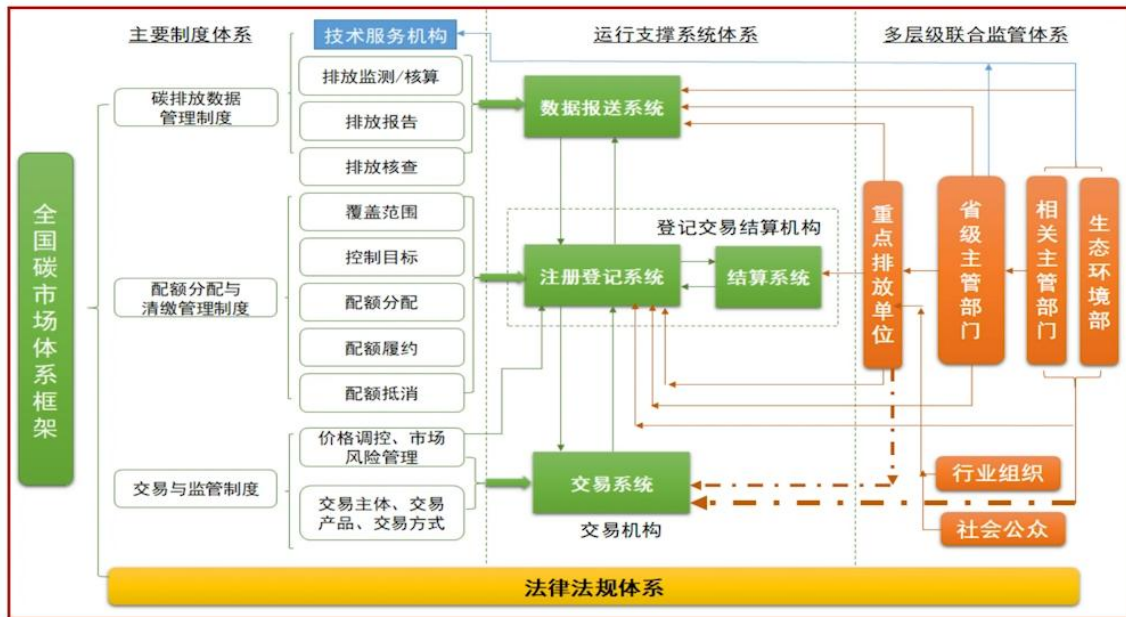 主要制度体系
运行支撑系统体系
多层级联合监管体系
全国碳市场体系框架
碳排放数据
管理制度
技术服务机构
排放监测/核算
排放报告
排放核查
配额分配与
清缴管理制度
覆盖范围
控制目标
配额分配
配额履约
配额抵消
交易与监管制度
价格调控、市场
风险管理
交易主体、交易
产品、交易方式
数据报送系统
登记交易结算机构
注册登记系统
结算系统
交易系统
交易机构
重点排放单位
省级主管部门
相关主管部门
生态环境部
行业组织
社会公众
法律法规体系